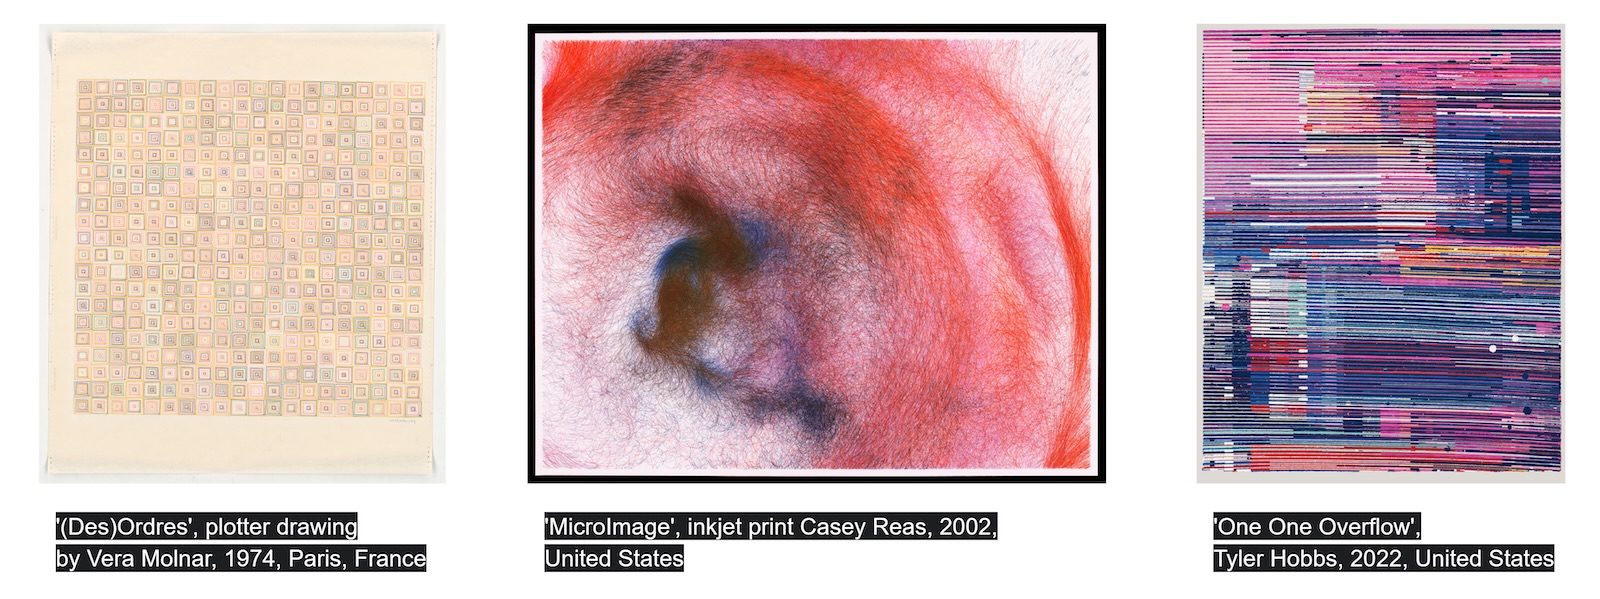 '(Des)Ordres', plotter drawing
by Vera Molnar, 1974, Paris, France
'MicroImage', inkjet print Casey Reas, 2002,
United States
'One One Overflow',
Tyler Hobbs, 2022, United States